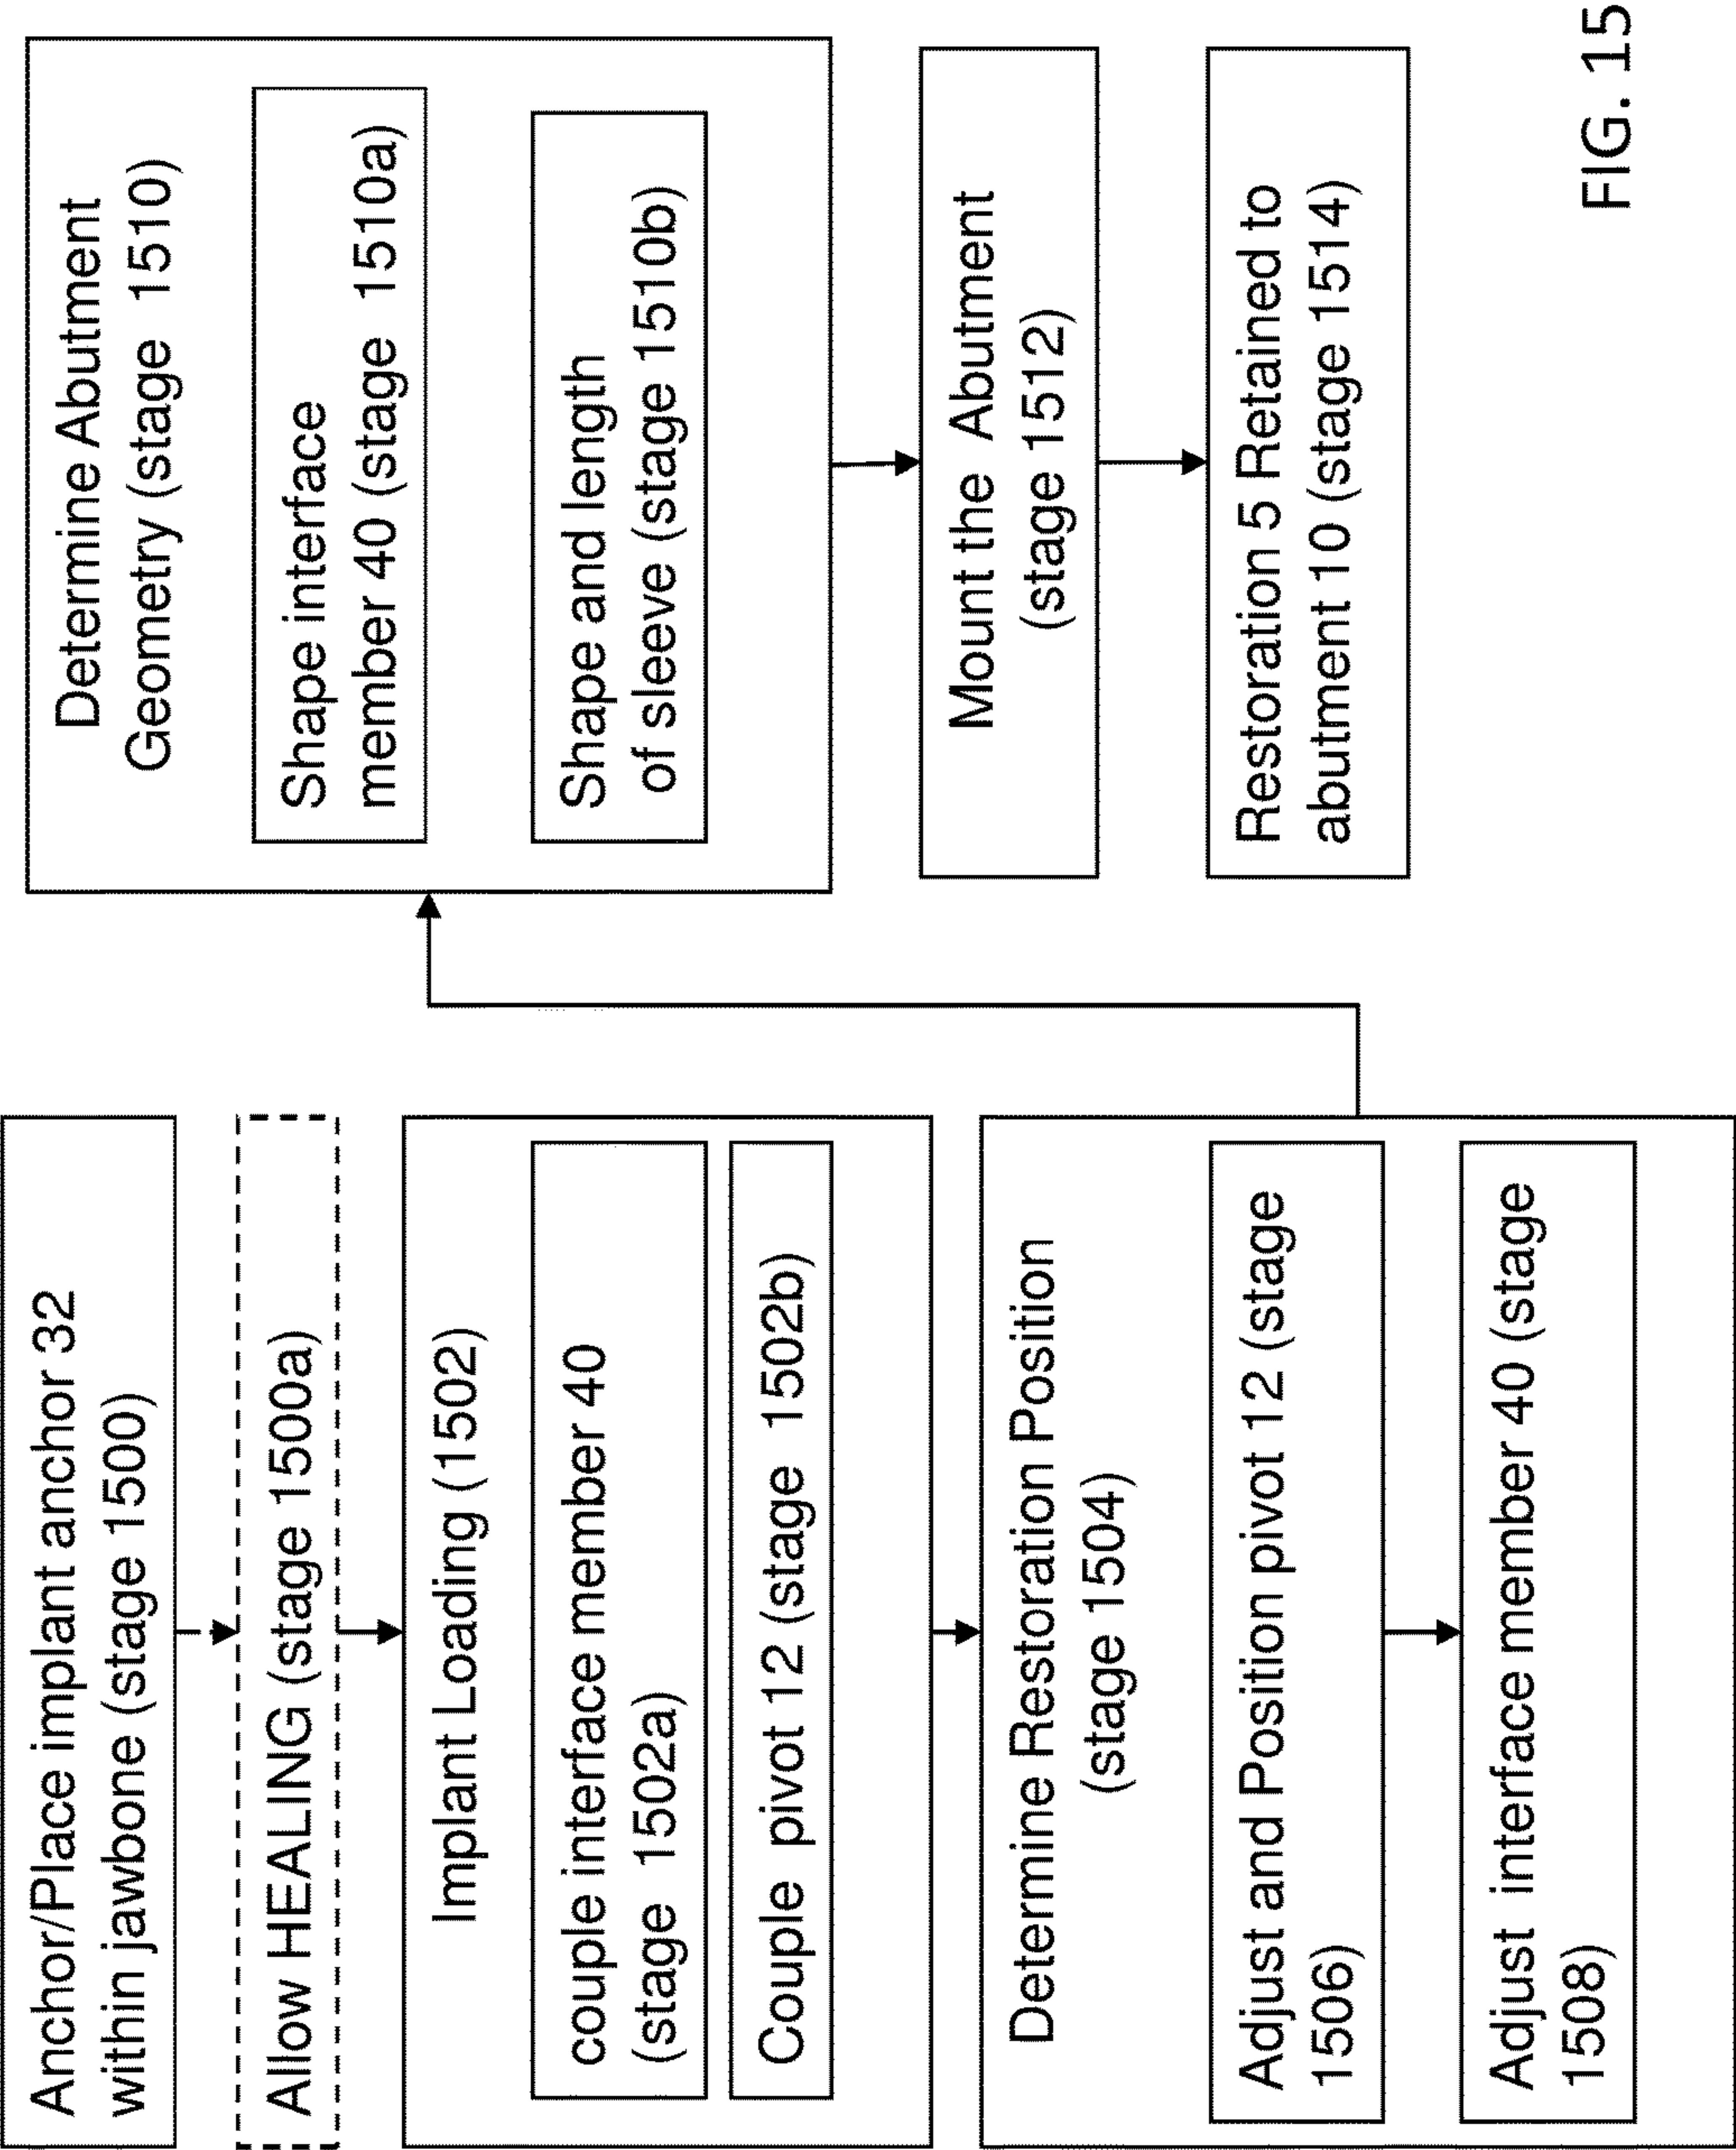 Anchor/Place implant anchor 32
within jawbone (stage 1500)
Allow HEALING (stage 1500a)
Implant Loading (1502)
couple interface member 40
(stage 1502a)
Couple pivot 12 (stage 1502b)
Determine Restoration Position
(stage 1504)
Adjust and Position pivot 12 (stage
1506)
Adjust interface member 40 (stage
1508)
Determine Abutment
Geometry (stage 1510)
Shape interface
member 40 (stage 1510a)
Shape and length
of sleeve (stage 1510b)
Mount the Abutment
(stage 1512)
Restoration 5 Retained to
abutment 10 (stage 1514)
FIG. 15